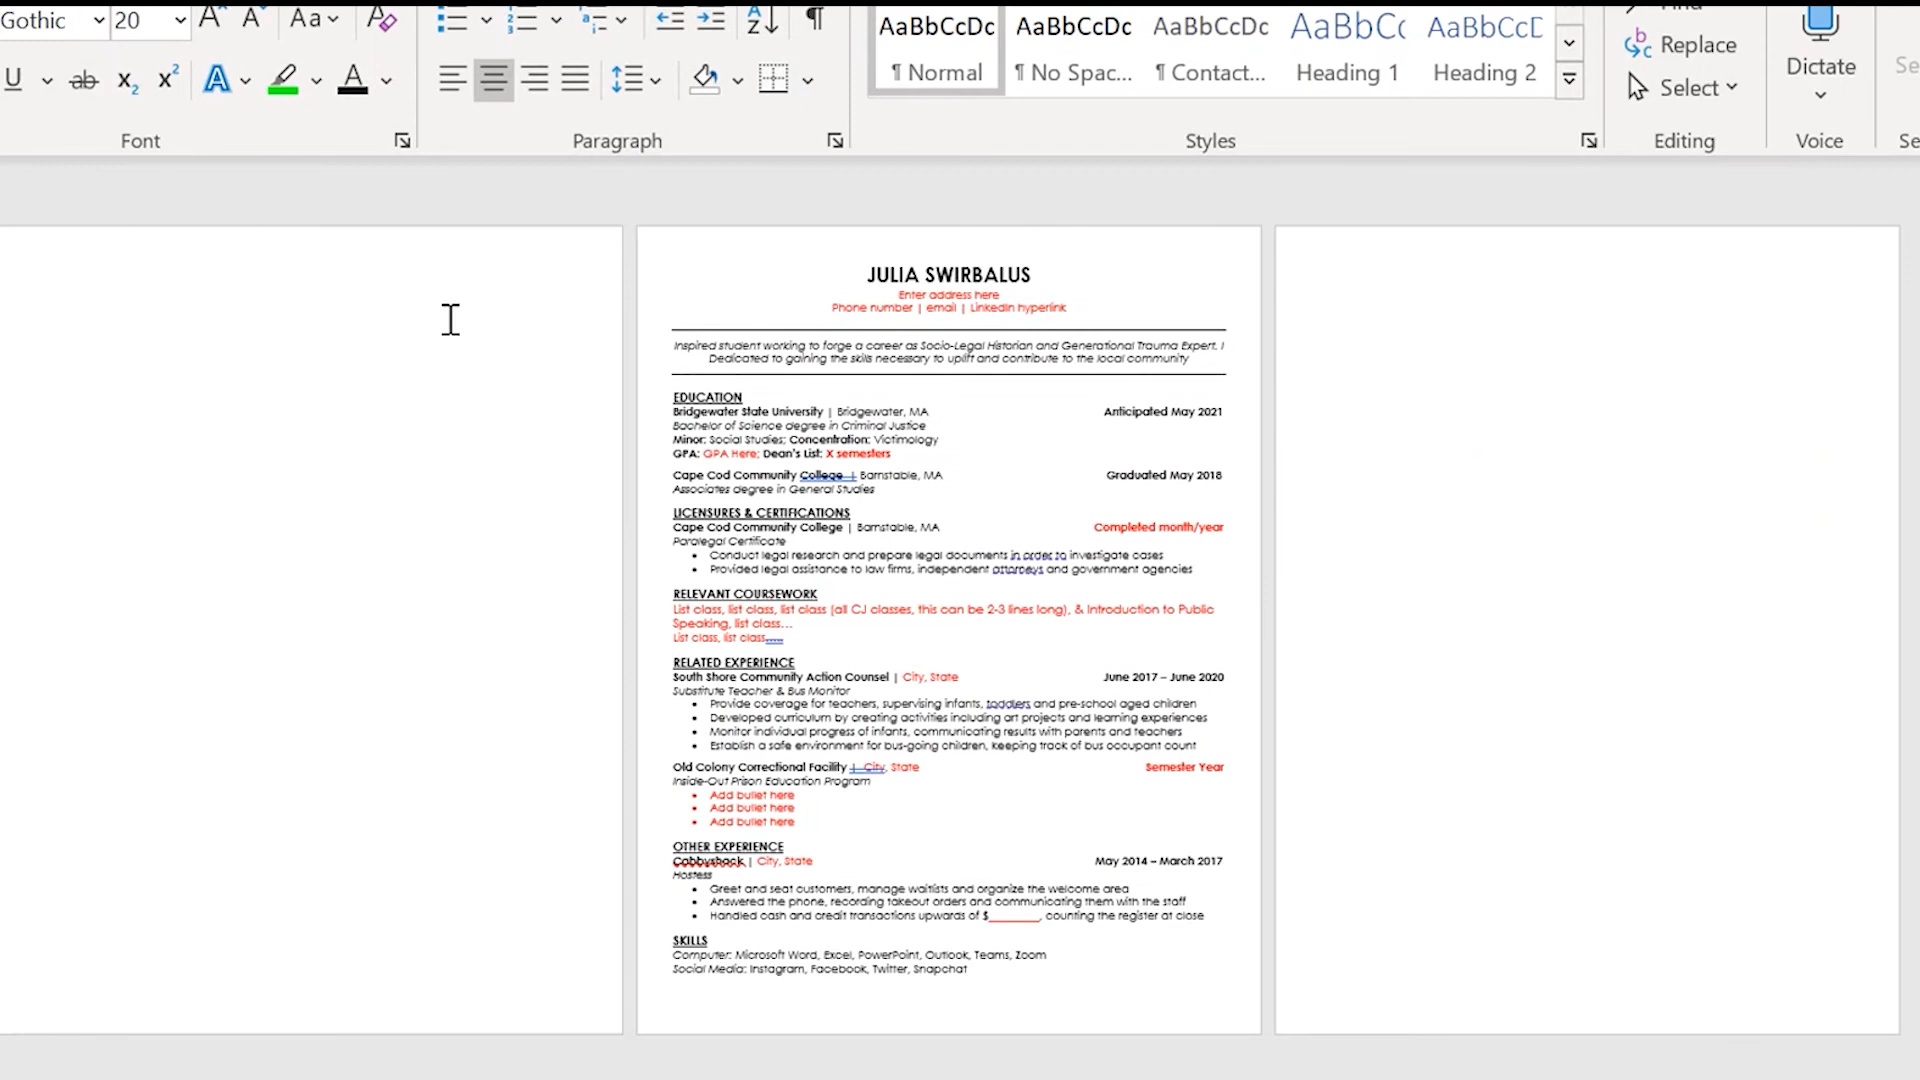 Gothic 20 Aa
U ab x2 x2 A A
Font
Paragraph
AaBbCcDc AaBbCcDc AaBbCcDc AaBbCc AaBbCcD
¶ Normal ¶ No Spac... ¶ Contact... Heading 1 Heading 2
Styles
Replace
Select
Editing
Dictate
Voice
Se
JULIA SWIRBALUS
Enter address here
Phone number | email | LinkedIn hyperlink
Inspired student working to forge a career as Socio-Legal Historian and Generational Trauma Expert. I
Dedicated to gaining the skills necessary to uplift and contribute to the local community
EDUCATION
Bridgewater State University | Bridgewater, MA Anticipated May 2021
Bachelor of Science degree in Criminal Justice
Minor: Social Studies; Concentration: Victimology
GPA: GPA Here; Dean's List: X semesters
Cape Cod Community College | Barnstable, MA Graduated May 2018
Associates degree in General Studies
LICENSURES & CERTIFICATIONS
Cape Cod Community College | Barnstable, MA Completed month/year
Paralegal Certificate
• Conduct legal research and prepare legal documents in order to investigate cases
• Provided legal assistance to law firms, independent attorneys and government agencies
RELEVANT COURSEWORK
List class, list class, list class (all CJ classes, this can be 2-3 lines long), & Introduction to Public
Speaking, list class...
List class, list class.....
RELATED EXPERIENCE
South Shore Community Action Counsel | City, State June 2017 – June 2020
Substitute Teacher & Bus Monitor
• Provide coverage for teachers, supervising infants, toddlers and pre-school aged children
• Developed curriculum by creating activities including art projects and learning experiences
• Monitor individual progress of infants, communicating results with parents and teachers
• Establish a safe environment for bus-going children, keeping track of bus occupant count
Old Colony Correctional Facility | City, State Semester Year
Inside-Out Prison Education Program
• Add bullet here
• Add bullet here
• Add bullet here
OTHER EXPERIENCE
Cabbyshack | City, State May 2014 – March 2017
Hostess
• Greet and seat customers, manage waitlists and organize the welcome area
• Answered the phone, recording takeout orders and communicating them with the staff
• Handled cash and credit transactions upwards of $________, counting the register at close
SKILLS
Computer: Microsoft Word, Excel, PowerPoint, Outlook, Teams, Zoom
Social Media: Instagram, Facebook, Twitter, Snapchat